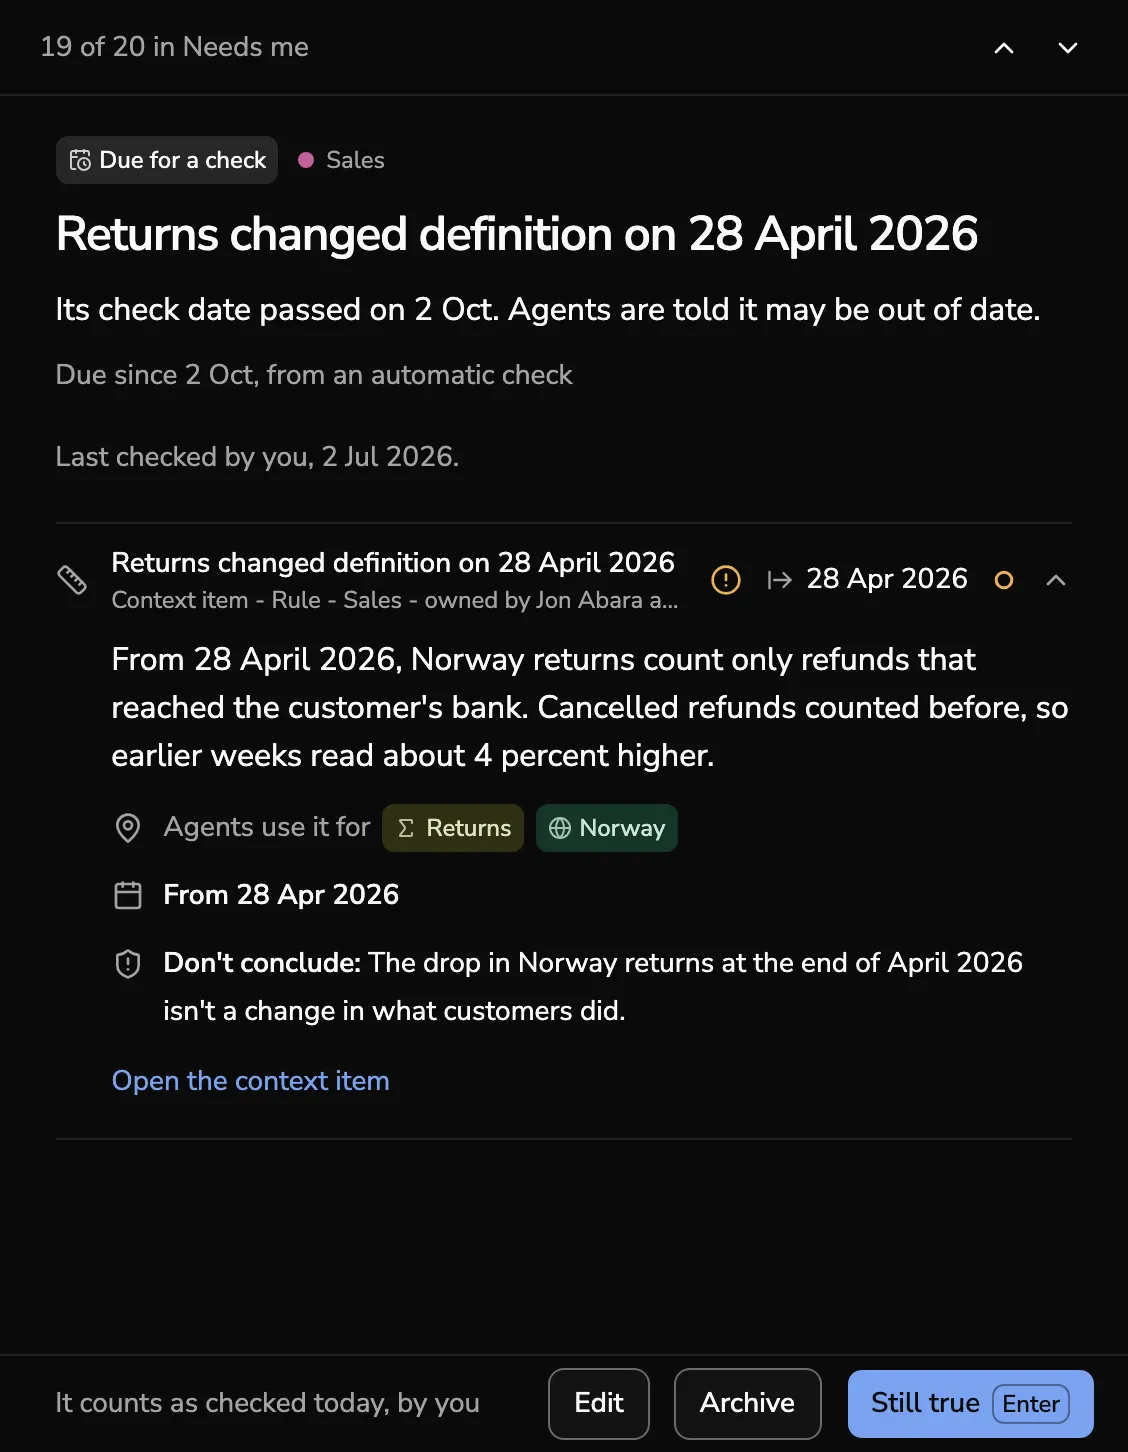 19 of 20 in Needs me
Due for a check
Sales
Returns changed definition on 28 April 2026
Its check date passed on 2 Oct. Agents are told it may be out of date.
Due since 2 Oct, from an automatic check
Last checked by you, 2 Jul 2026.
Returns changed definition on 28 April 2026
28 Apr 2026
Context item - Rule - Sales - owned by Jon Abara a...
From 28 April 2026, Norway returns count only refunds that
reached the customer's bank. Cancelled refunds counted before, so
earlier weeks read about 4 percent higher.
Agents use it for Σ Returns Norway
From 28 Apr 2026
Don't conclude: The drop in Norway returns at the end of April 2026
isn't a change in what customers did.
Open the context item
It counts as checked today, by you
Edit
Archive
Still true Enter